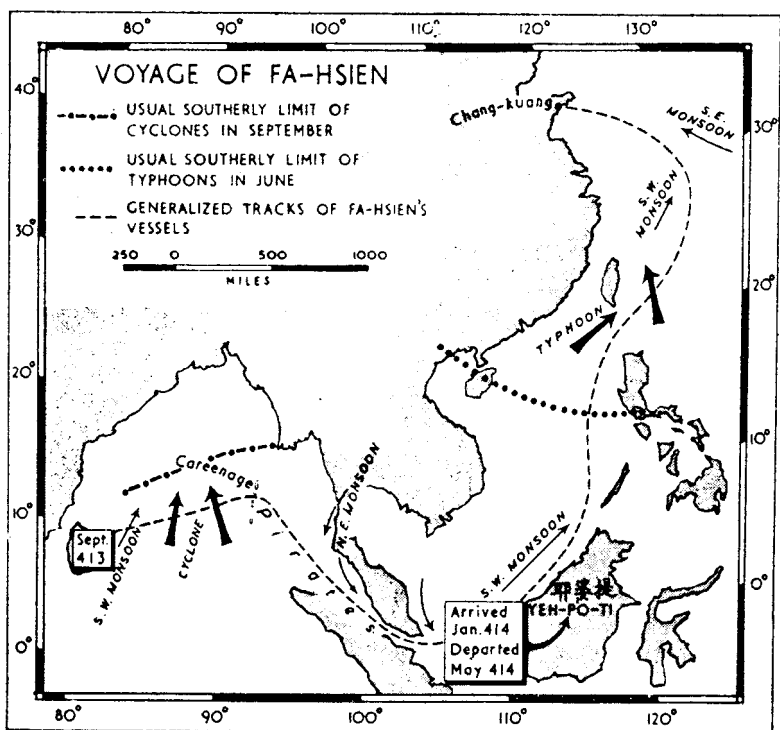 80°
90°
100°
110°
120°
130°
VOYAGE OF FA-HSIEN
USUAL SOUTHERLY LIMIT OF
CYCLONES IN SEPTEMBER
USUAL SOUTHERLY LIMIT OF
TYPHOONS IN JUNE
GENERALIZED TRACKS OF FA-HSIEN'S
VESSELS
250 0 500 1000
MILES
40°
30°
20°
10°
0°
30°
20°
10°
0°
Chang-kuang
S.E.
MONSOON
S.W.
MONSOON
TYPHOON
Careenage
N.E. MONSOON
Pirates
Sept.
413
S.W. MONSOON
CYCLONE
S.W. MONSOON
耶婆提
YEH-PO-TI
Arrived
Jan. 414
Departed
May 414
80°
90°
100°
110°
120°